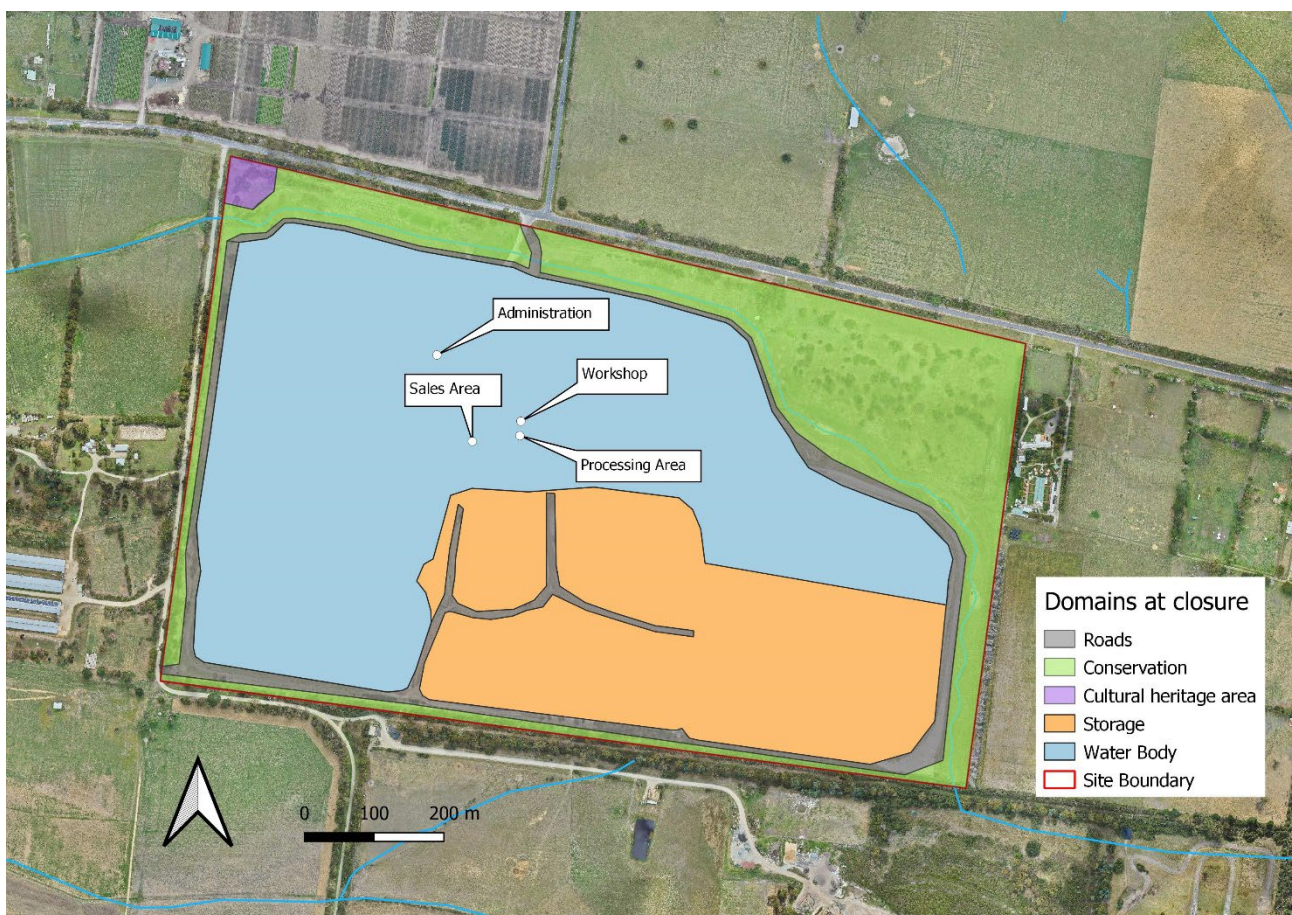 Administration
Workshop
Sales Area
Processing Area
Domains at closure
Roads
Conservation
Cultural heritage area
Storage
Water Body
Site Boundary
0 100 200 m